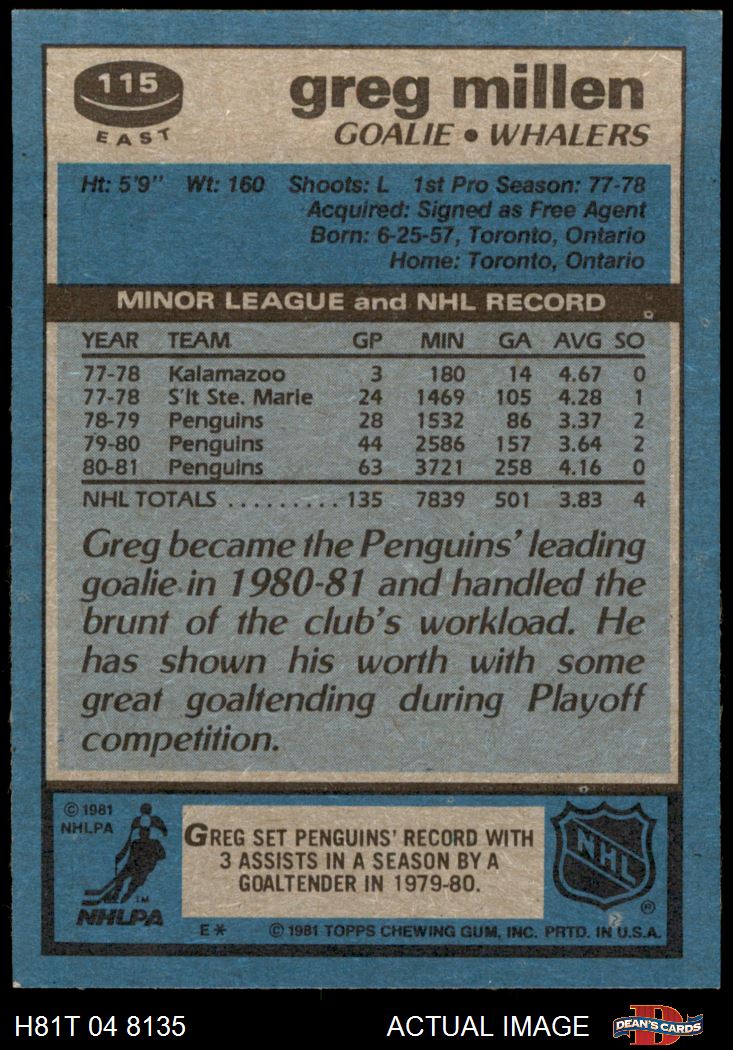 115
EAST
greg millen
GOALIE • WHALERS
Ht: 5'9" Wt: 160 Shoots: L 1st Pro Season: 77-78
Acquired: Signed as Free Agent
Born: 6-25-57, Toronto, Ontario
Home: Toronto, Ontario
MINOR LEAGUE and NHL RECORD
YEAR TEAM GP MIN GA AVG SO
77-78 Kalamazoo 3 180 14 4.67 0
77-78 S'lt Ste. Marie 24 1469 105 4.28 1
78-79 Penguins 28 1532 86 3.37 2
79-80 Penguins 44 2586 157 3.64 2
80-81 Penguins 63 3721 258 4.16 0
NHL TOTALS .......... 135 7839 501 3.83 4
Greg became the Penguins' leading
goalie in 1980-81 and handled the
brunt of the club's workload. He
has shown his worth with some
great goaltending during Playoff
competition.
© 1981
NHLPA
TM
NHLPA
GREG SET PENGUINS' RECORD WITH
3 ASSISTS IN A SEASON BY A
GOALTENDER IN 1979-80.
NHL
®
E* © 1981 TOPPS CHEWING GUM, INC. PRTD. IN U.S.A.
H81T 04 8135 ACTUAL IMAGE
D
DEAN'S CARDS